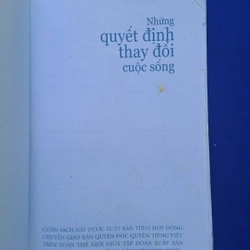 Những
quyết định
thay đổi
cuộc sống
CUỐN SÁCH NÀY ĐƯỢC XUẤT BẢN THEO HỢP ĐỒNG
CHUYỂN GIAO BẢN QUYỀN ĐỘC QUYỀN TIẾNG VIỆT
TRÊN TOÀN THẾ GIỚI GIỮA TẬP ĐOÀN XUẤT BẢN